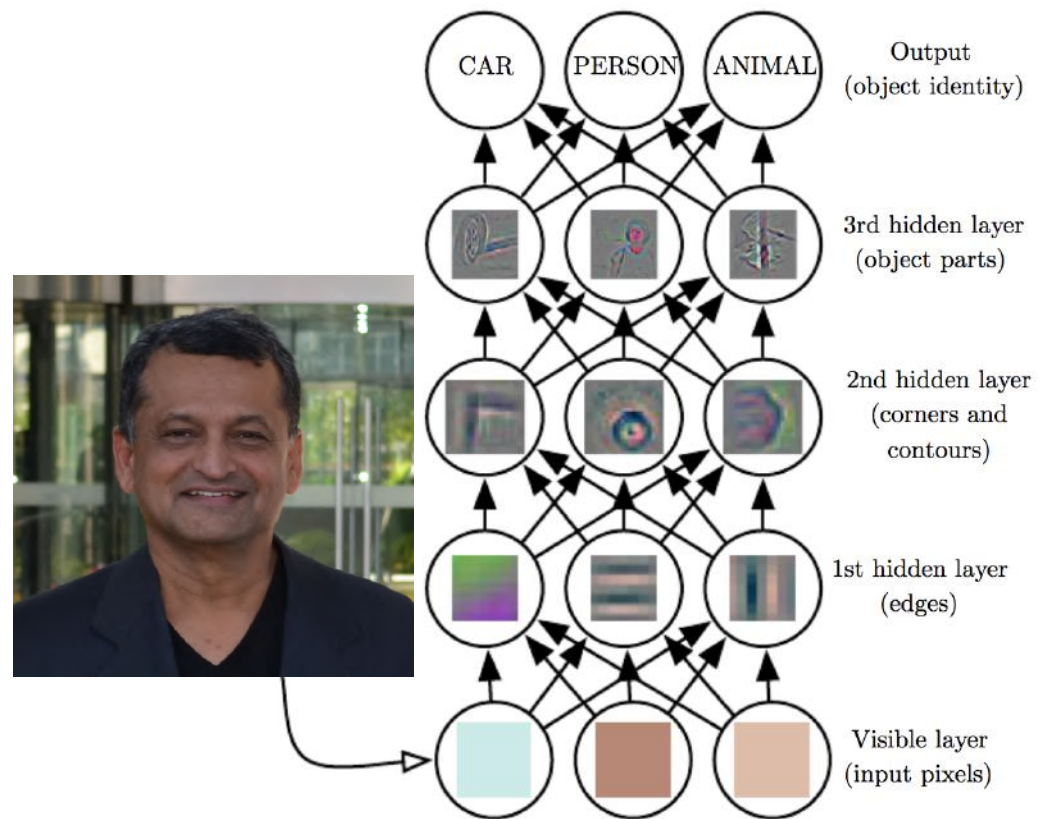 CAR
PERSON
ANIMAL
Output
(object identity)
3rd hidden layer
(object parts)
2nd hidden layer
(corners and
contours)
1st hidden layer
(edges)
Visible layer
(input pixels)